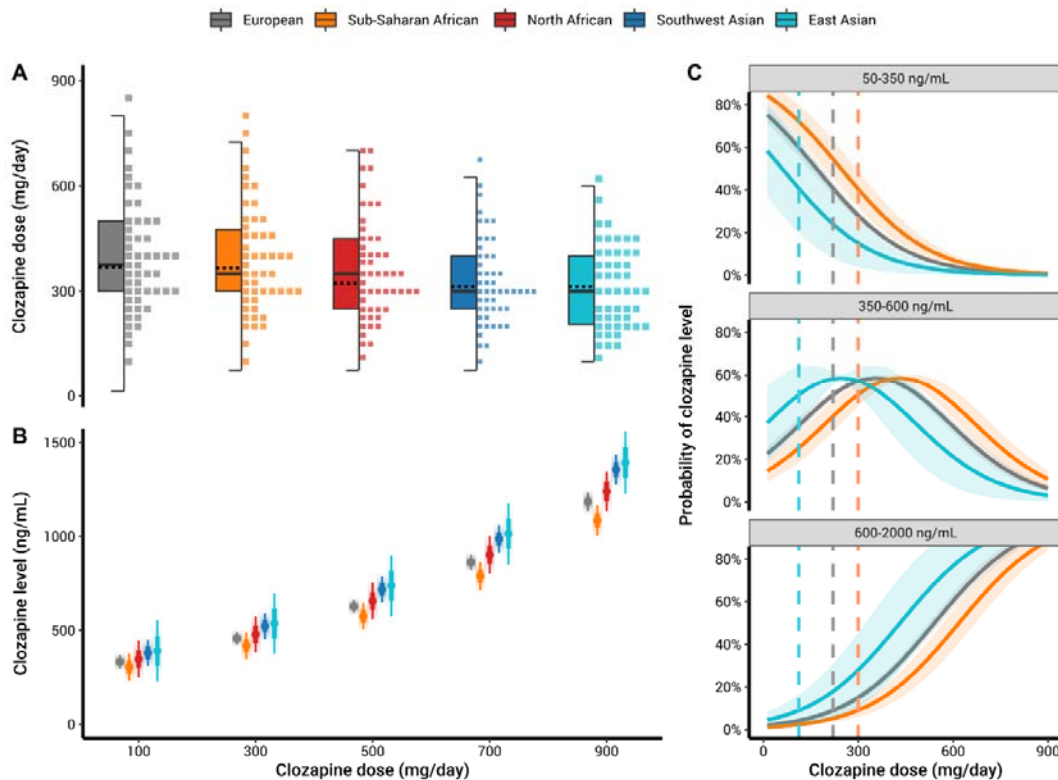 European Sub-Saharan African North African Southwest Asian East Asian
A
Clozapine dose (mg/day)
900
600
300
0
B
Clozapine level (ng/mL)
1500
1000
500
0
100 300 500 700 900
Clozapine dose (mg/day)
C
Probability of clozapine level
50-350 ng/mL
80%
60%
40%
20%
0%
350-600 ng/mL
80%
60%
40%
20%
0%
600-2000 ng/mL
80%
60%
40%
20%
0%
0 300 600 900
Clozapine dose (mg/day)